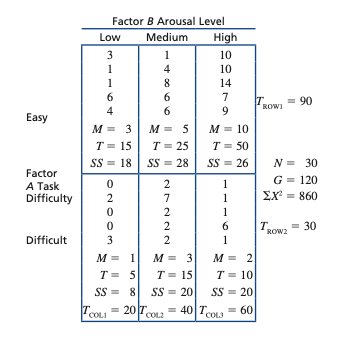 Factor B Arousal Level
Low Medium High
3 1 10
1 4 10
1 8 14
6 6 7
4 6 9
T_ROW1 = 90
Easy
M = 3 M = 5 M = 10
T = 15 T = 25 T = 50
SS = 18 SS = 28 SS = 26
N = 30
Factor
A Task
Difficulty
G = 120
ΣX² = 860
0 2 1
2 7 1
0 2 1
0 2 6
3 2 1
T_ROW2 = 30
Difficult
M = 1 M = 3 M = 2
T = 5 T = 15 T = 10
SS = 8 SS = 20 SS = 20
T_COL1 = 20 T_COL2 = 40 T_COL3 = 60